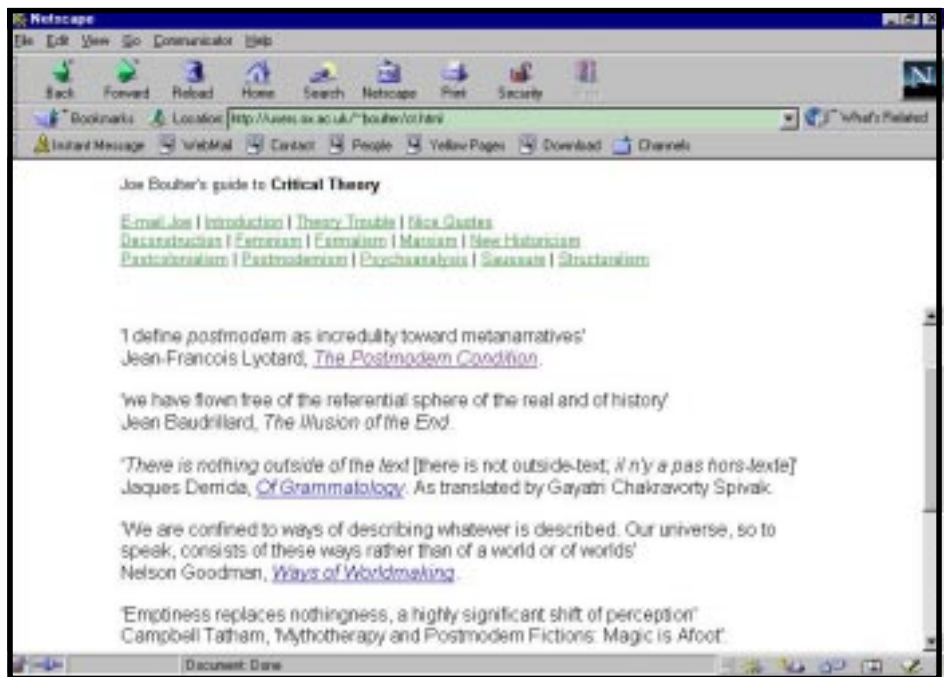 Netscape
File Edit View Go Communicator Help
Back Forward Reload Home Search Netscape Print Security
Bookmarks Location: http://users.ox.ac.uk/~boulter/ct.html What's Related
Instant Message WebMail Contact People Yellow Pages Download Channels
Joe Boulter's guide to Critical Theory
E-mail Joe | Introduction | Theory Trouble | Nice Quotes
Deconstruction | Feminism | Formalism | Marxism | New Historicism
Postcolonialism | Postmodernism | Psychoanalysis | Saussure | Structuralism
'I define postmodern as incredulity toward metanarratives'
Jean-Francois Lyotard, The Postmodern Condition.
'we have flown free of the referential sphere of the real and of history'
Jean Baudrillard, The Illusion of the End.
'There is nothing outside of the text [there is not outside-text; il n'y a pas hors-texte]'
Jaques Derrida, Of Grammatology. As translated by Gayatri Chakravorty Spivak.
'We are confined to ways of describing whatever is described. Our universe, so to
speak, consists of these ways rather than of a world or of worlds'
Nelson Goodman, Ways of Worldmaking.
'Emptiness replaces nothingness, a highly significant shift of perception'
Campbell Tatham, 'Mythotherapy and Postmodern Fictions: Magic is Afoot'.
Document: Done